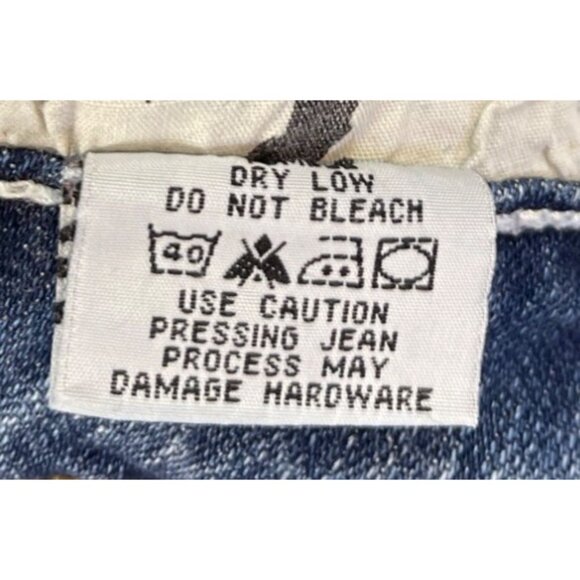 DRY LOW
DO NOT BLEACH
40
USE CAUTION
PRESSING JEAN
PROCESS MAY
DAMAGE HARDWARE